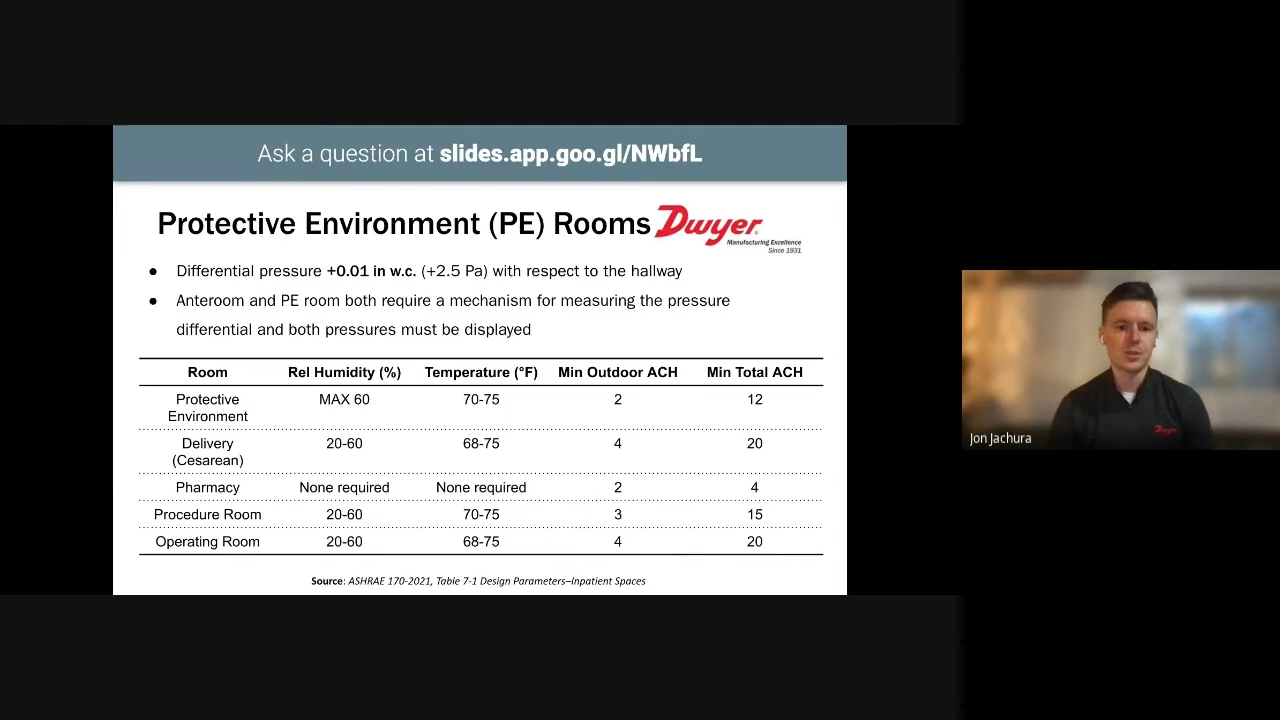 Ask a question at slides.app.goo.gl/NWbfL
Protective Environment (PE) Rooms
Dwyer
Manufacturing Excellence
Since 1931
● Differential pressure +0.01 in w.c. (+2.5 Pa) with respect to the hallway
● Anteroom and PE room both require a mechanism for measuring the pressure
differential and both pressures must be displayed
Room Rel Humidity (%) Temperature (°F) Min Outdoor ACH Min Total ACH
Protective
Environment MAX 60 70-75 2 12
Delivery
(Cesarean) 20-60 68-75 4 20
Pharmacy None required None required 2 4
Procedure Room 20-60 70-75 3 15
Operating Room 20-60 68-75 4 20
Source: ASHRAE 170-2021, Table 7-1 Design Parameters–Inpatient Spaces
Jon Jachura
Dwyer